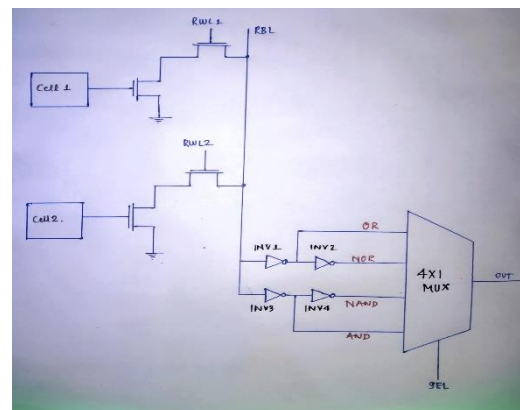 RWL1
RBL
Cell 1
RWL2
Cell2.
OR
INV1
INV2
NOR
4X1
MUX
OUT
INV3
INV4
NAND
AND
SEL